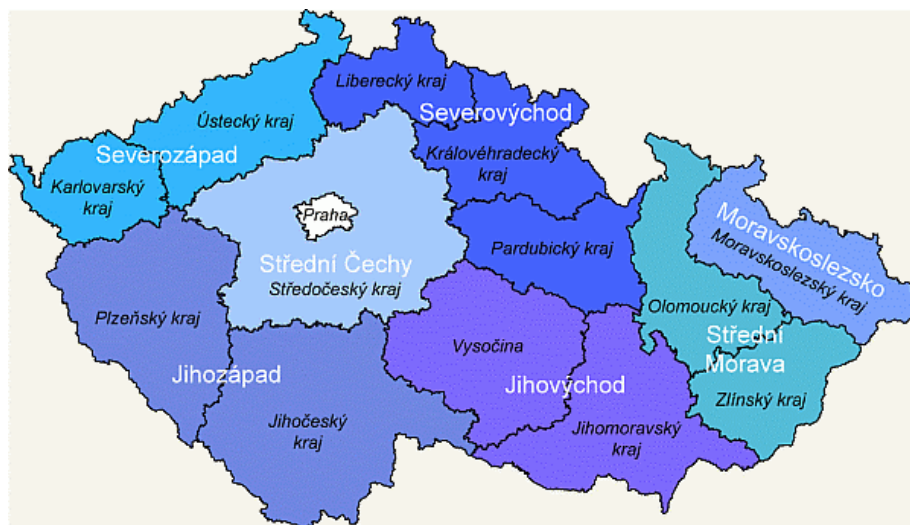 Liberecký kraj
Severovýchod
Ústecký kraj
Severozápad
Královéhradecký
kraj
Karlovarský
kraj
Praha
Moravskoslezsko
Moravskoslezský kraj
Pardubický kraj
Střední Čechy
Středočeský kraj
Olomoucký kraj
Plzeňský kraj
Vysočina
Střední
Morava
Jihozápad
Jihovýchod
Zlínský kraj
Jihočeský
kraj
Jihomoravský
kraj